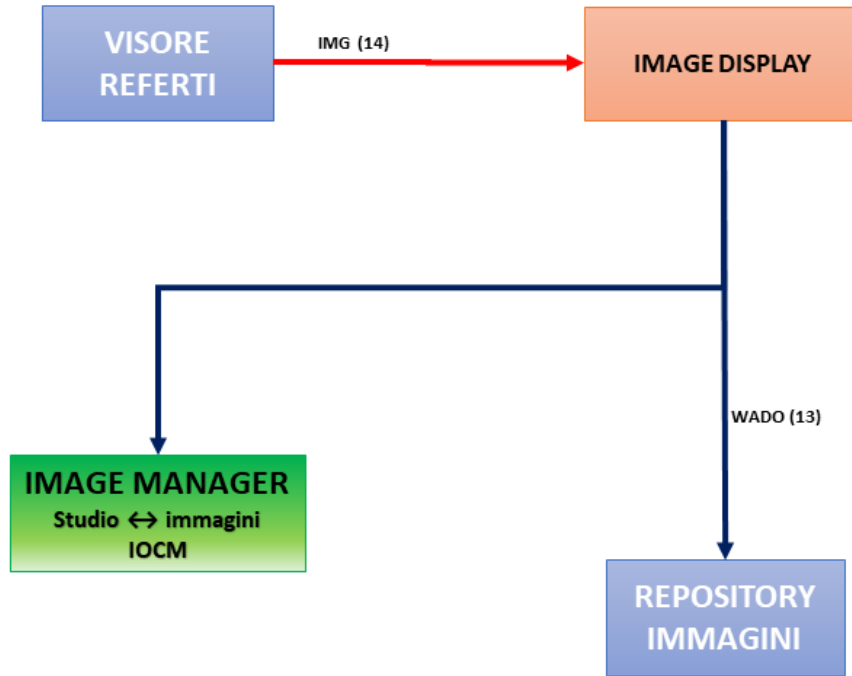 VISORE
REFERTI
IMG (14)
IMAGE DISPLAY
WADO (13)
IMAGE MANAGER
Studio ↔ immagini
IOCM
REPOSITORY
IMMAGINI